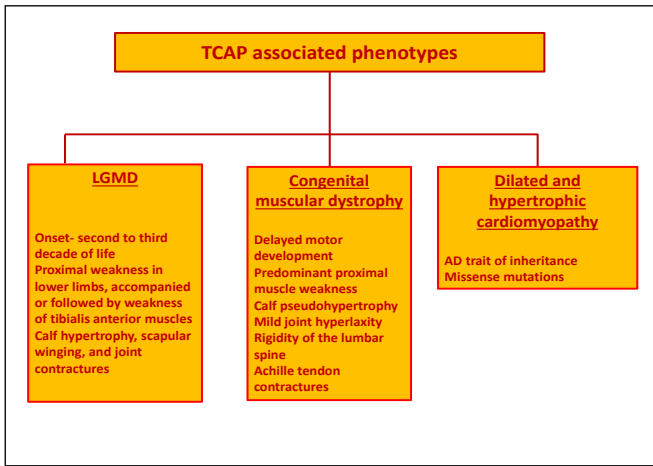 TCAP associated phenotypes
LGMD
Onset- second to third
decade of life
Proximal weakness in
lower limbs, accompanied
or followed by weakness
of tibialis anterior muscles
Calf hypertrophy, scapular
winging, and joint
contractures
Congenital
muscular dystrophy
Delayed motor
development
Predominant proximal
muscle weakness
Calf pseudohypertrophy
Mild joint hyperlaxity
Rigidity of the lumbar
spine
Achille tendon
contractures
Dilated and
hypertrophic
cardiomyopathy
AD trait of inheritance
Missense mutations